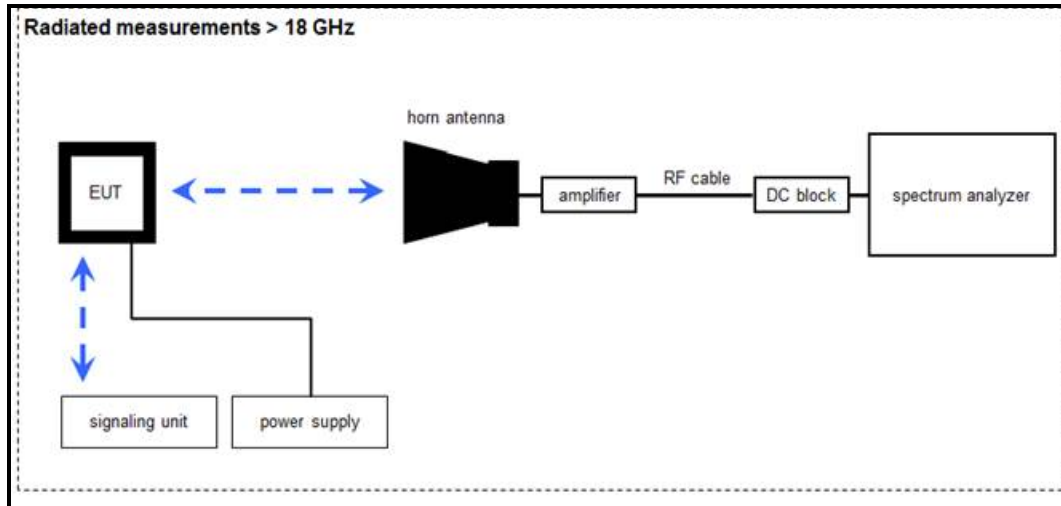 Radiated measurements > 18 GHz
horn antenna
EUT
amplifier
RF cable
DC block
spectrum analyzer
signaling unit
power supply